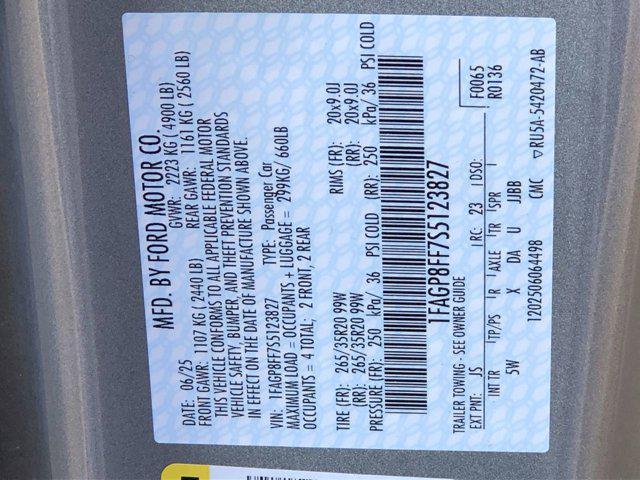 MFD. BY FORD MOTOR CO.
DATE: 06/25 GVWR: 2223 KG ( 4900 LB)
FRONT GAWR: 1107 KG ( 2440 LB) REAR GAWR: 1161 KG ( 2560 LB)
THIS VEHICLE CONFORMS TO ALL APPLICABLE FEDERAL MOTOR
VEHICLE SAFETY, BUMPER, AND THEFT PREVENTION STANDARDS
IN EFFECT ON THE DATE OF MANUFACTURE SHOWN ABOVE.
VIN: 1FAGP8FF7S5123827 TYPE: Passenger Car
MAXIMUM LOAD = OCCUPANTS + LUGGAGE = 299KG/ 660LB
OCCUPANTS = 4 TOTAL; 2 FRONT, 2 REAR
TIRE (FR): 265/35R20 99W RIMS (FR): 20x9.0J
(RR): 265/35R20 99W (RR): 20x9.0J
PRESSURE (FR): 250 kPa/ 36 PSI COLD (RR): 250 kPa/ 36 PSI COLD
1FAGP8FF7S5123827
TRAILER TOWING - SEE OWNER GUIDE F0065
EXT PNT: JS RC: 23 DSO: R0136
INT TR TP/PS R AXLE TR SPR
5W X DA U JJBB
1202506064498 CMC ▽RU5A-5420472-AB